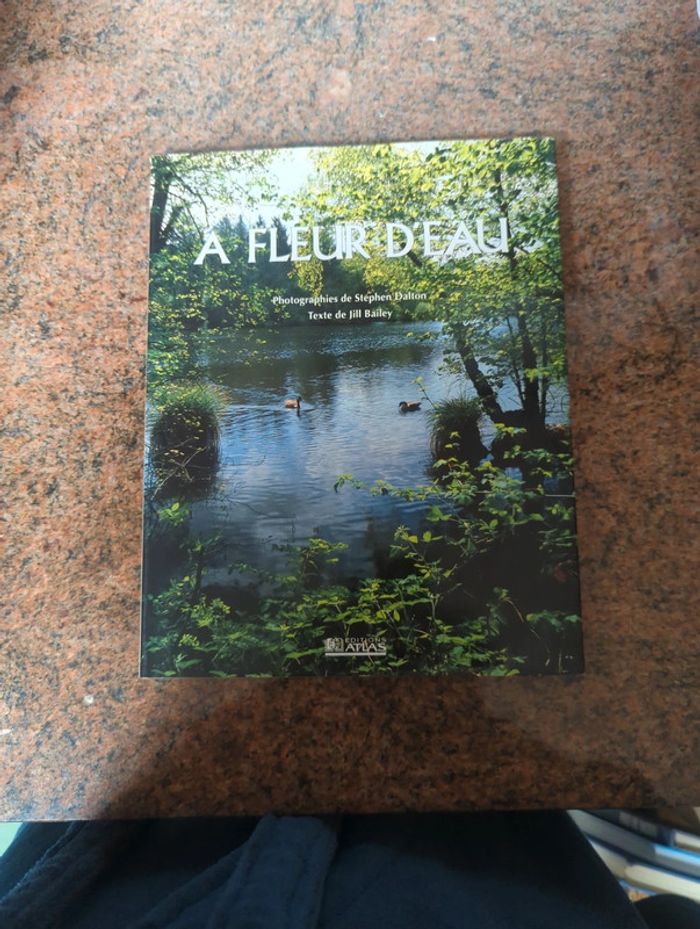 A FLEUR D'EAU
Photographies de Stephen Dalton
Texte de Jill Bailey
EDITIONS
ATLAS